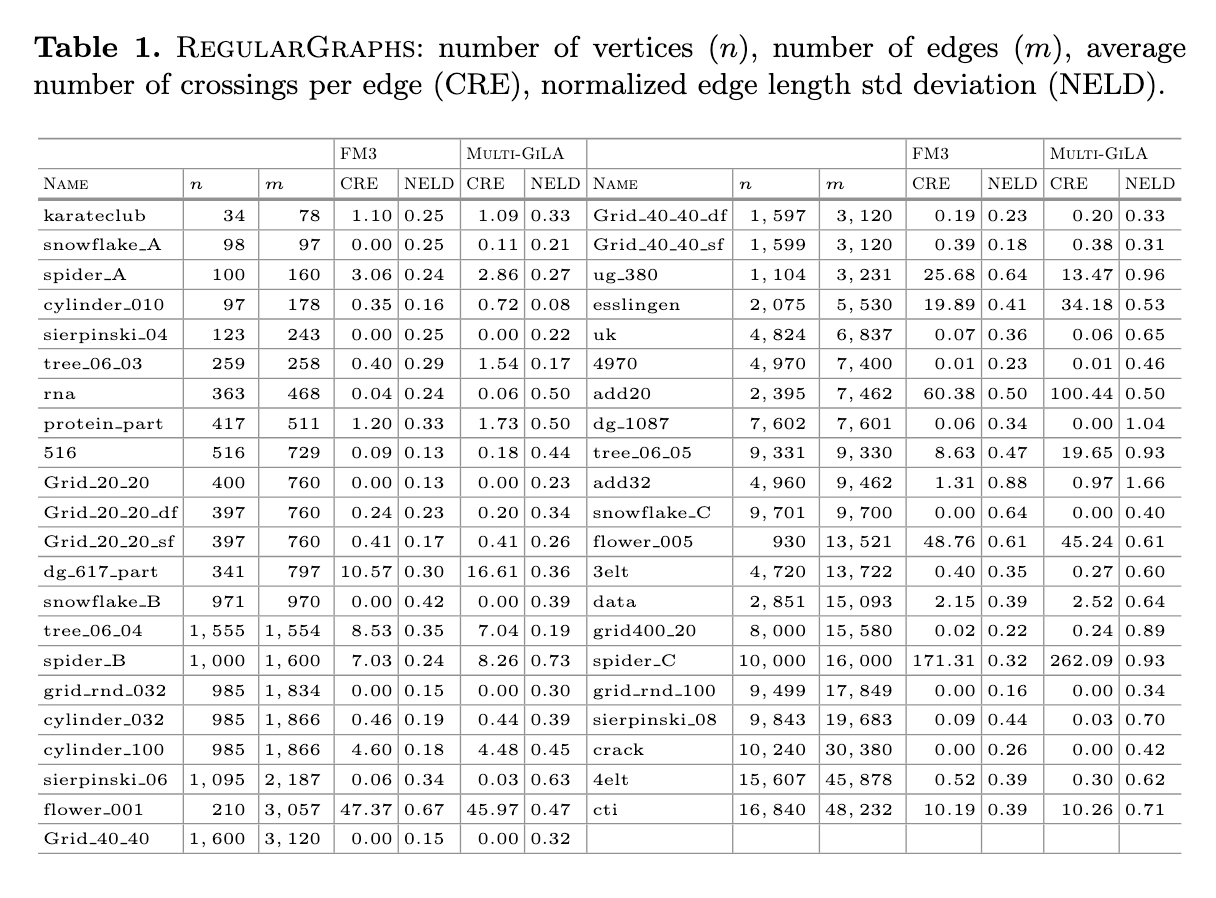 Table 1. REGULARGRAPHS: number of vertices (n), number of edges (m), average
number of crossings per edge (CRE), normalized edge length std deviation (NELD).
FM3 MULTI-GILA FM3 MULTI-GILA
NAME n m CRE NELD CRE NELD NAME n m CRE NELD CRE NELD
karateclub 34 78 1.10 0.25 1.09 0.33 Grid_40_40_df 1,597 3,120 0.19 0.23 0.20 0.33
snowflake_A 98 97 0.00 0.25 0.11 0.21 Grid_40_40_sf 1,599 3,120 0.39 0.18 0.38 0.31
spider_A 100 160 3.06 0.24 2.86 0.27 ug_380 1,104 3,231 25.68 0.64 13.47 0.96
cylinder_010 97 178 0.35 0.16 0.72 0.08 esslingen 2,075 5,530 19.89 0.41 34.18 0.53
sierpinski_04 123 243 0.00 0.25 0.00 0.22 uk 4,824 6,837 0.07 0.36 0.06 0.65
tree_06_03 259 258 0.40 0.29 1.54 0.17 4970 4,970 7,400 0.01 0.23 0.01 0.46
rna 363 468 0.04 0.24 0.06 0.50 add20 2,395 7,462 60.38 0.50 100.44 0.50
protein_part 417 511 1.20 0.33 1.73 0.50 dg_1087 7,602 7,601 0.06 0.34 0.00 1.04
516 516 729 0.09 0.13 0.18 0.44 tree_06_05 9,331 9,330 8.63 0.47 19.65 0.93
Grid_20_20 400 760 0.00 0.13 0.00 0.23 add32 4,960 9,462 1.31 0.88 0.97 1.66
Grid_20_20_df 397 760 0.24 0.23 0.20 0.34 snowflake_C 9,701 9,700 0.00 0.64 0.00 0.40
Grid_20_20_sf 397 760 0.41 0.17 0.41 0.26 flower_005 930 13,521 48.76 0.61 45.24 0.61
dg_617_part 341 797 10.57 0.30 16.61 0.36 3elt 4,720 13,722 0.40 0.35 0.27 0.60
snowflake_B 971 970 0.00 0.42 0.00 0.39 data 2,851 15,093 2.15 0.39 2.52 0.64
tree_06_04 1,555 1,554 8.53 0.35 7.04 0.19 grid400_20 8,000 15,580 0.02 0.22 0.24 0.89
spider_B 1,000 1,600 7.03 0.24 8.26 0.73 spider_C 10,000 16,000 171.31 0.32 262.09 0.93
grid_rnd_032 985 1,834 0.00 0.15 0.00 0.30 grid_rnd_100 9,499 17,849 0.00 0.16 0.00 0.34
cylinder_032 985 1,866 0.46 0.19 0.44 0.39 sierpinski_08 9,843 19,683 0.09 0.44 0.03 0.70
cylinder_100 985 1,866 4.60 0.18 4.48 0.45 crack 10,240 30,380 0.00 0.26 0.00 0.42
sierpinski_06 1,095 2,187 0.06 0.34 0.03 0.63 4elt 15,607 45,878 0.52 0.39 0.30 0.62
flower_001 210 3,057 47.37 0.67 45.97 0.47 cti 16,840 48,232 10.19 0.39 10.26 0.71
Grid_40_40 1,600 3,120 0.00 0.15 0.00 0.32